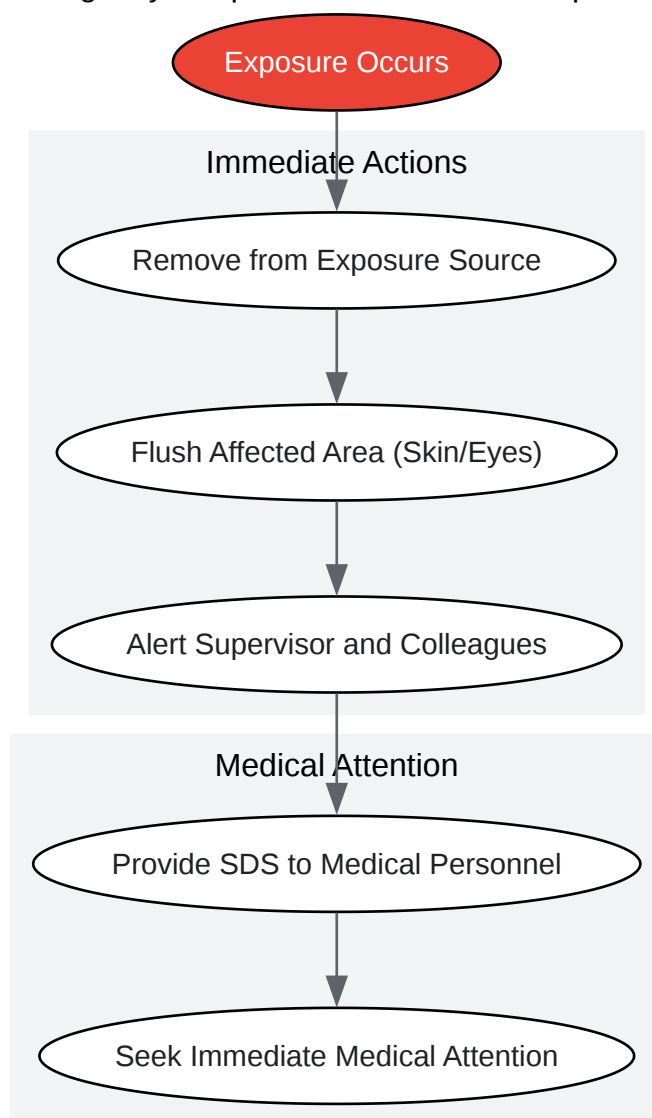 Exposure Occurs
Immediate Actions
Remove from Exposure Source
Flush Affected Area (Skin/Eyes)
Alert Supervisor and Colleagues
Medical Attention
Provide SDS to Medical Personnel
Seek Immediate Medical Attention